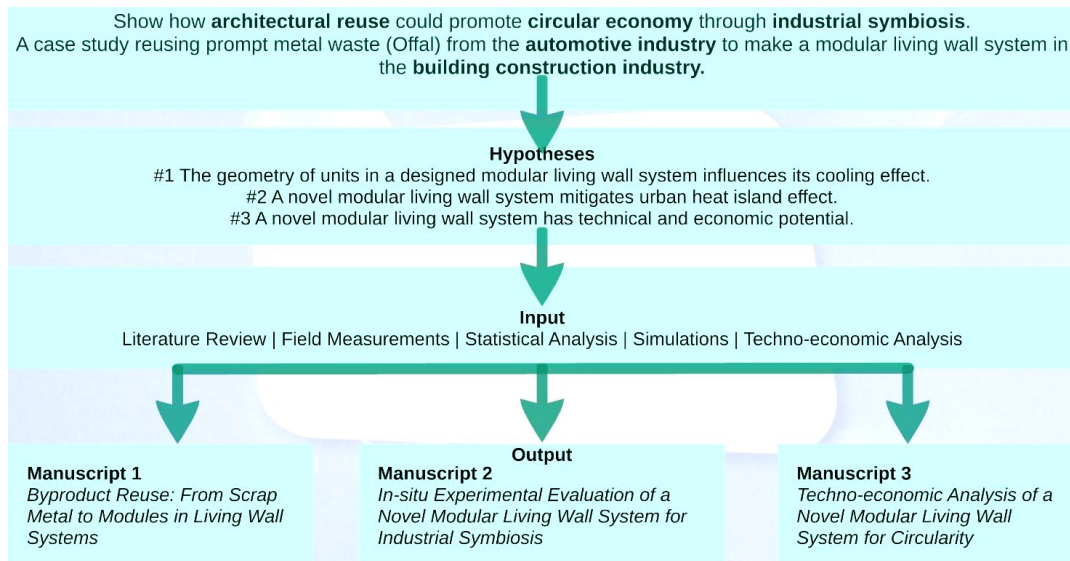 Show how architectural reuse could promote circular economy through industrial symbiosis.
A case study reusing prompt metal waste (Offal) from the automotive industry to make a modular living wall system in
the building construction industry.
Hypotheses
#1 The geometry of units in a designed modular living wall system influences its cooling effect.
#2 A novel modular living wall system mitigates urban heat island effect.
#3 A novel modular living wall system has technical and economic potential.
Input
Literature Review | Field Measurements | Statistical Analysis | Simulations | Techno-economic Analysis
Output
Manuscript 1
Byproduct Reuse: From Scrap
Metal to Modules in Living Wall
Systems
Manuscript 2
In-situ Experimental Evaluation of a
Novel Modular Living Wall System for
Industrial Symbiosis
Manuscript 3
Techno-economic Analysis of a
Novel Modular Living Wall
System for Circularity